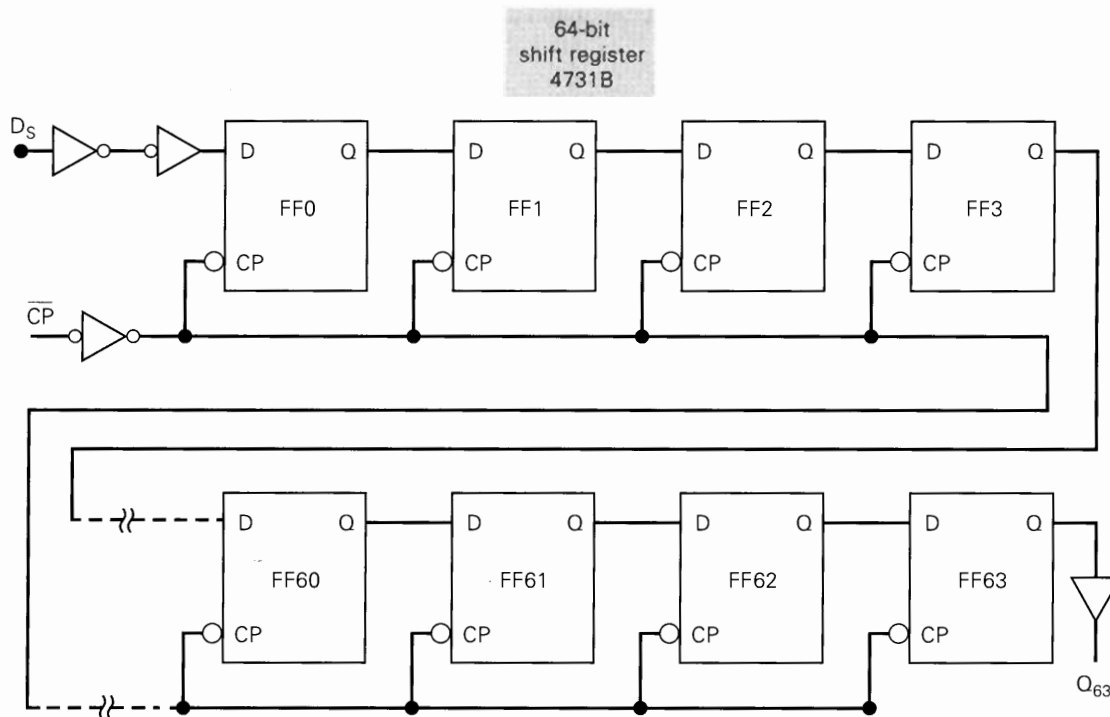 64-bit
shift register
4731B
D_S
D Q D Q D Q D Q
FF0 FF1 FF2 FF3
CP CP CP CP
C̅P̅
D Q D Q D Q D Q
FF60 FF61 FF62 FF63
CP CP CP CP
Q_63